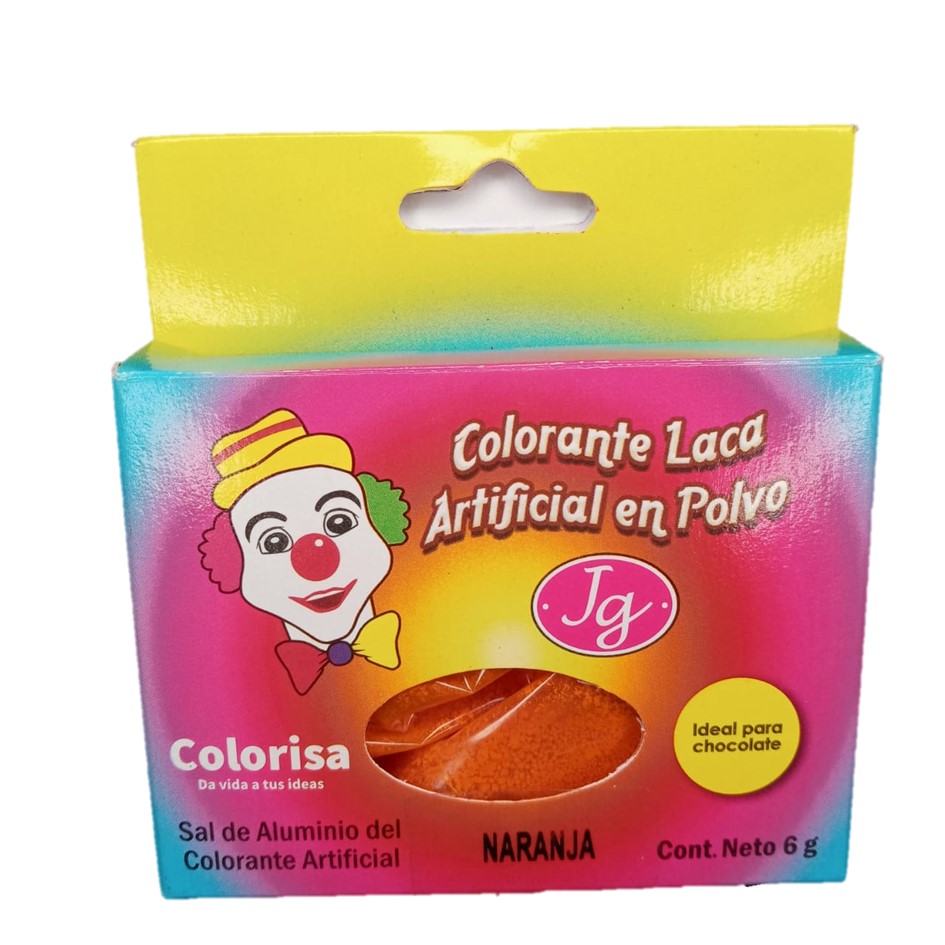 Colorante Laca
Artificial en Polvo
Jg
Ideal para
chocolate
Colorisa
Da vida a tus ideas
Sal de Aluminio del
Colorante Artificial
NARANJA
Cont. Neto 6 g